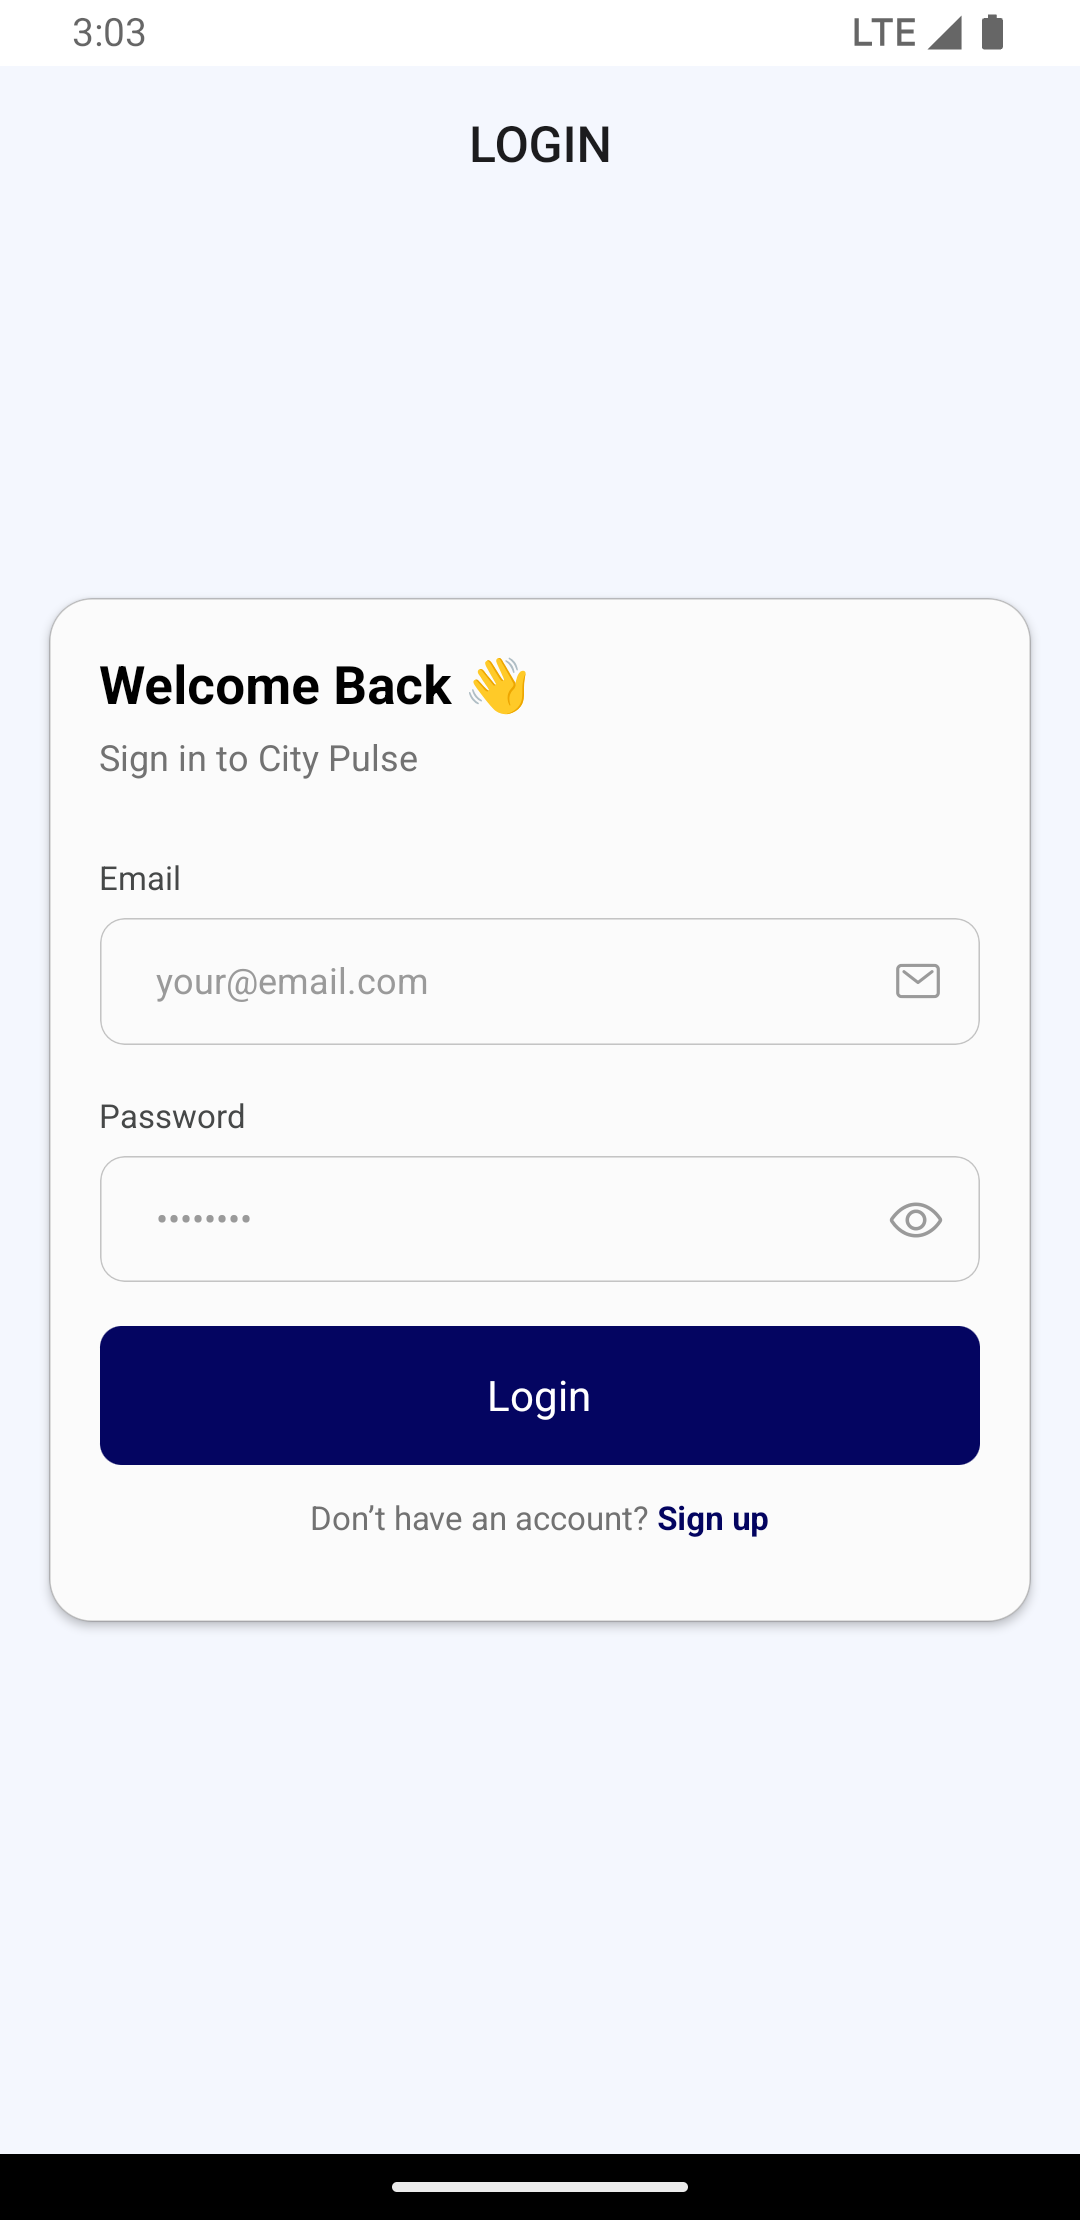 3:03 LTE
LOGIN
Welcome Back 👋
Sign in to City Pulse
Email
your@email.com
Password
••••••••
Login
Don’t have an account? Sign up